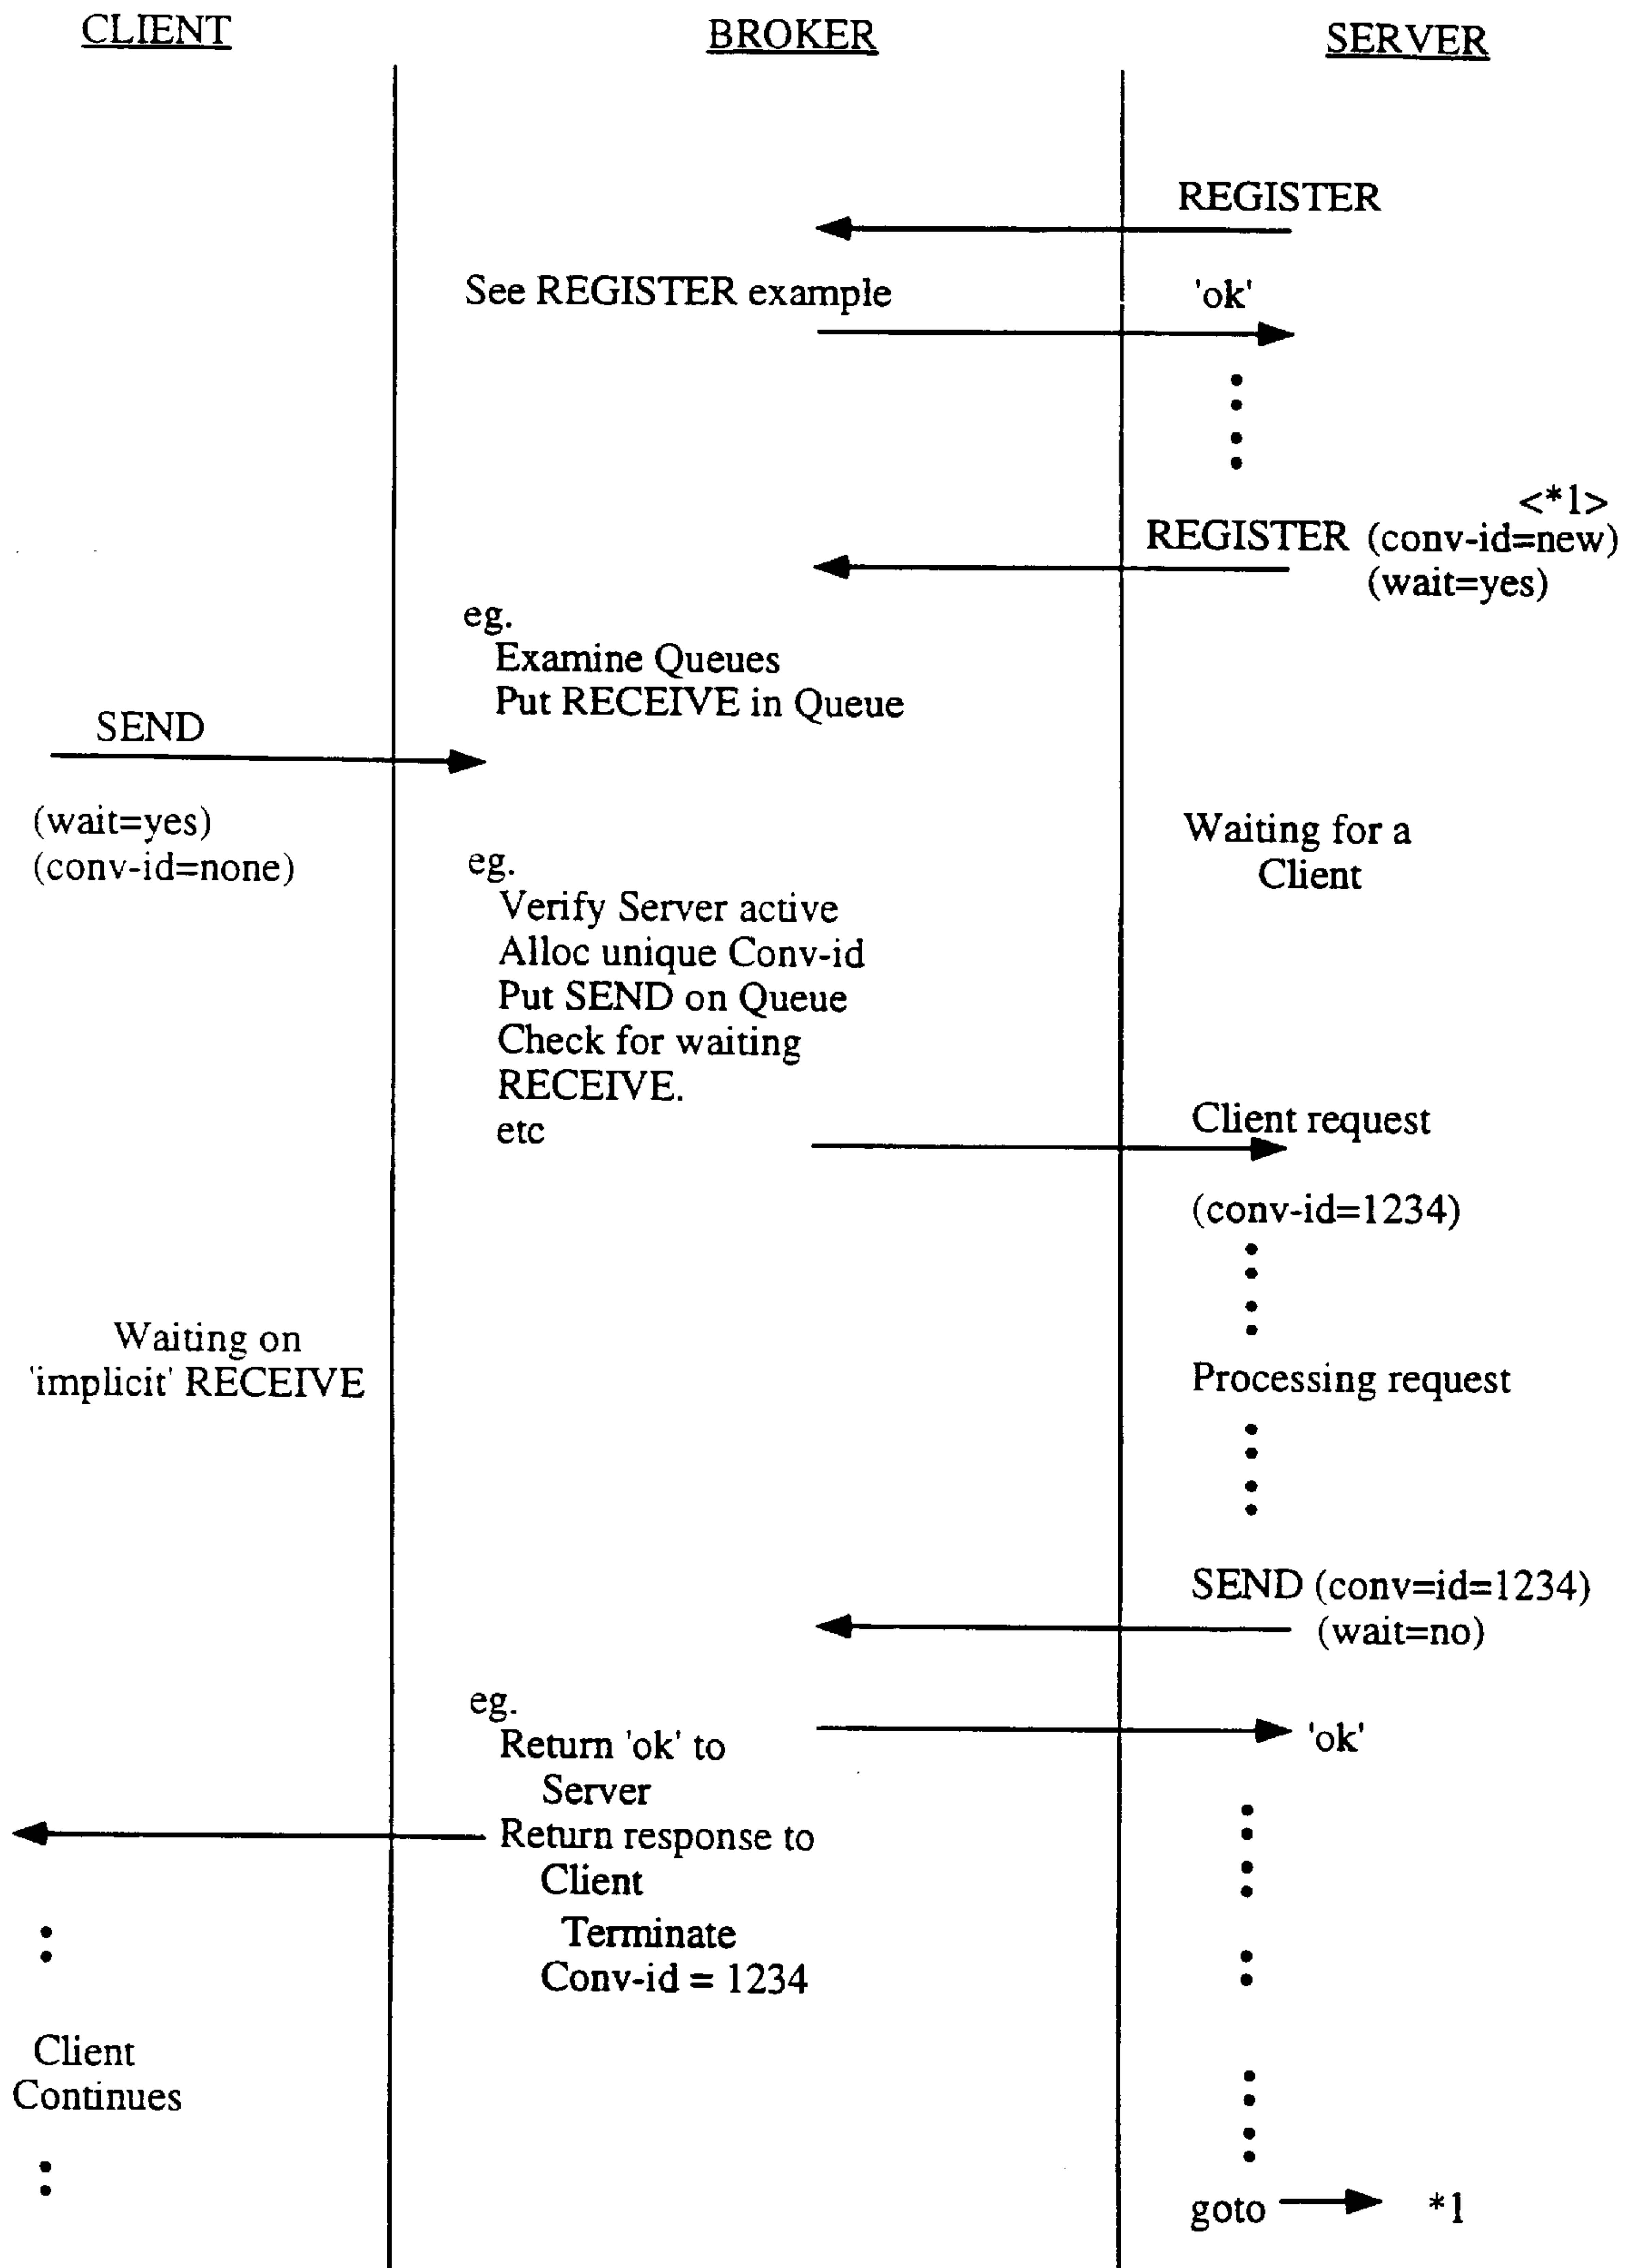 CLIENT
BROKER
SERVER
REGISTER
See REGISTER example
'ok'
<*1>
REGISTER (conv-id=new)
(wait=yes)
eg.
Examine Queues
Put RECEIVE in Queue
SEND
(wait=yes)
(conv-id=none)
Waiting for a
Client
eg.
Verify Server active
Alloc unique Conv-id
Put SEND on Queue
Check for waiting
RECEIVE.
etc
Client request
(conv-id=1234)
Waiting on
'implicit' RECEIVE
Processing request
SEND (conv=id=1234)
(wait=no)
eg.
Return 'ok' to
Server
'ok'
Return response to
Client
Terminate
Conv-id = 1234
Client
Continues
goto
*1